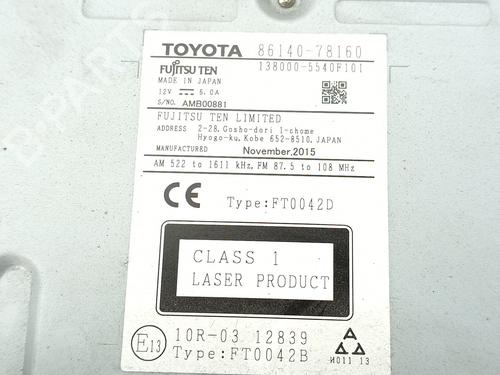 TOYOTA 86140-78160
FUJITSU TEN 138000-5540F101
MADE IN JAPAN
12V 5.0A
S/NO. AMB00881
FUJITSU TEN LIMITED
ADDRESS 2-28, Gosho-dori 1-chome
Hyogo-ku, Kobe 652-8510, JAPAN
MANUFACTURED November,2015
AM 522 to 1611 kHz, FM 87.5 to 108 MHz
CE Type:FT0042D
CLASS 1
LASER PRODUCT
E13 10R-03 12839
Type:FT0042B
A
N011 13